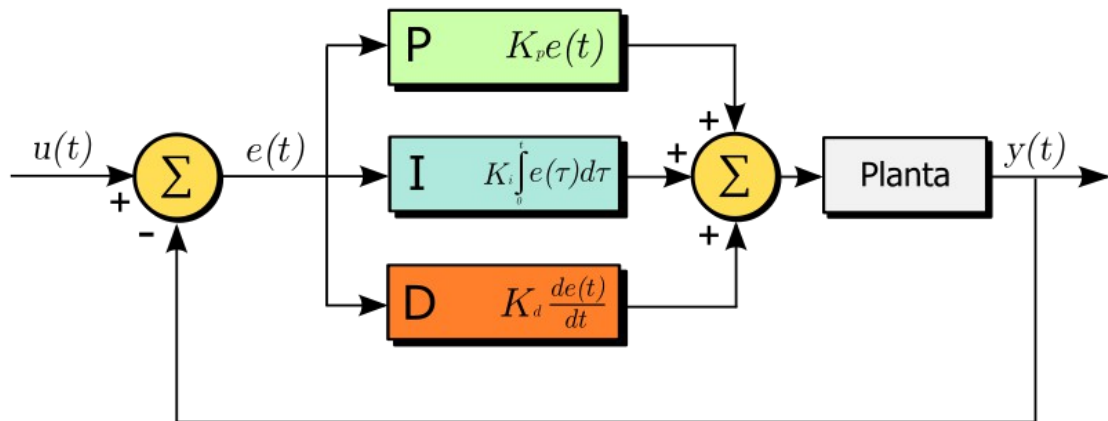 P K_p e(t)
u(t)
e(t)
Σ
+
-
I K_i ∫_0^t e(τ)dτ
+
+
+
Σ
Planta
y(t)
D K_d de(t)/dt